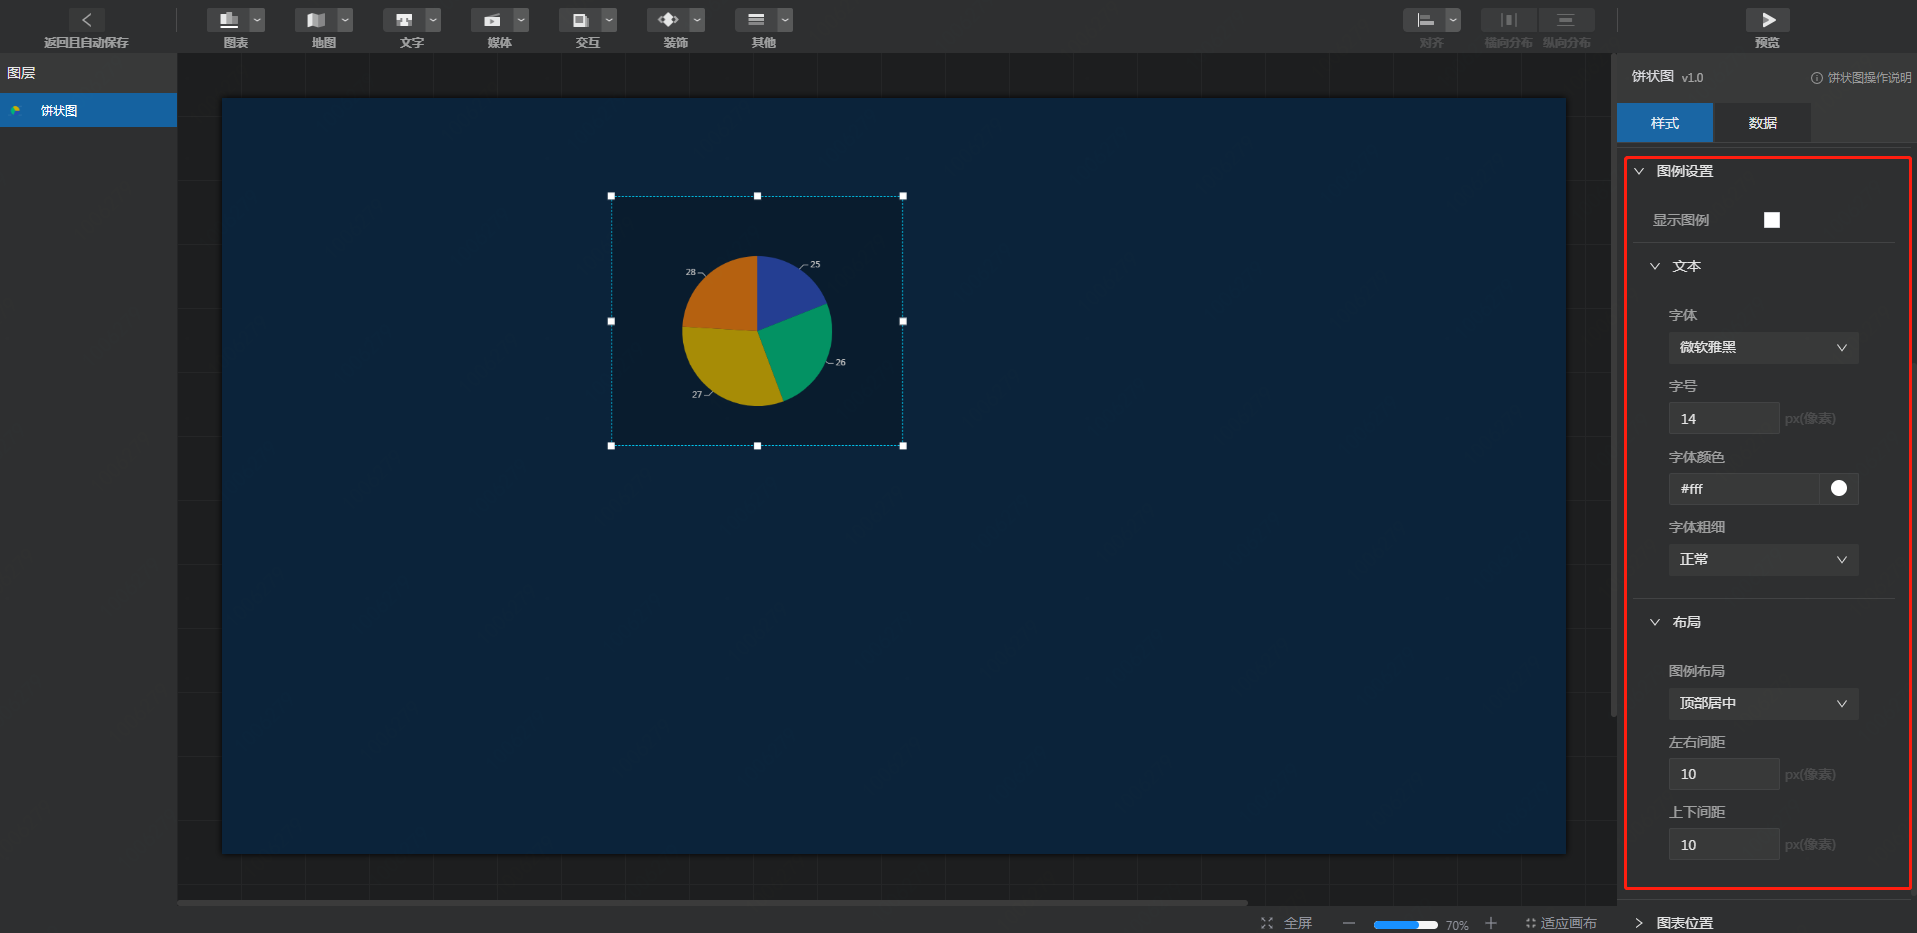 返回且自动保存
图表
地图
文字
媒体
交互
装饰
其他
对齐
横向分布
纵向分布
预览
图层
饼状图
28
25
26
27
饼状图 v1.0
饼状图操作说明
样式
数据
图例设置
显示图例
文本
字体
微软雅黑
字号
14 px(像素)
字体颜色
#fff
字体粗细
正常
布局
图例布局
顶部居中
左右间距
10 px(像素)
上下间距
10 px(像素)
全屏
70%
适应画布
图表位置